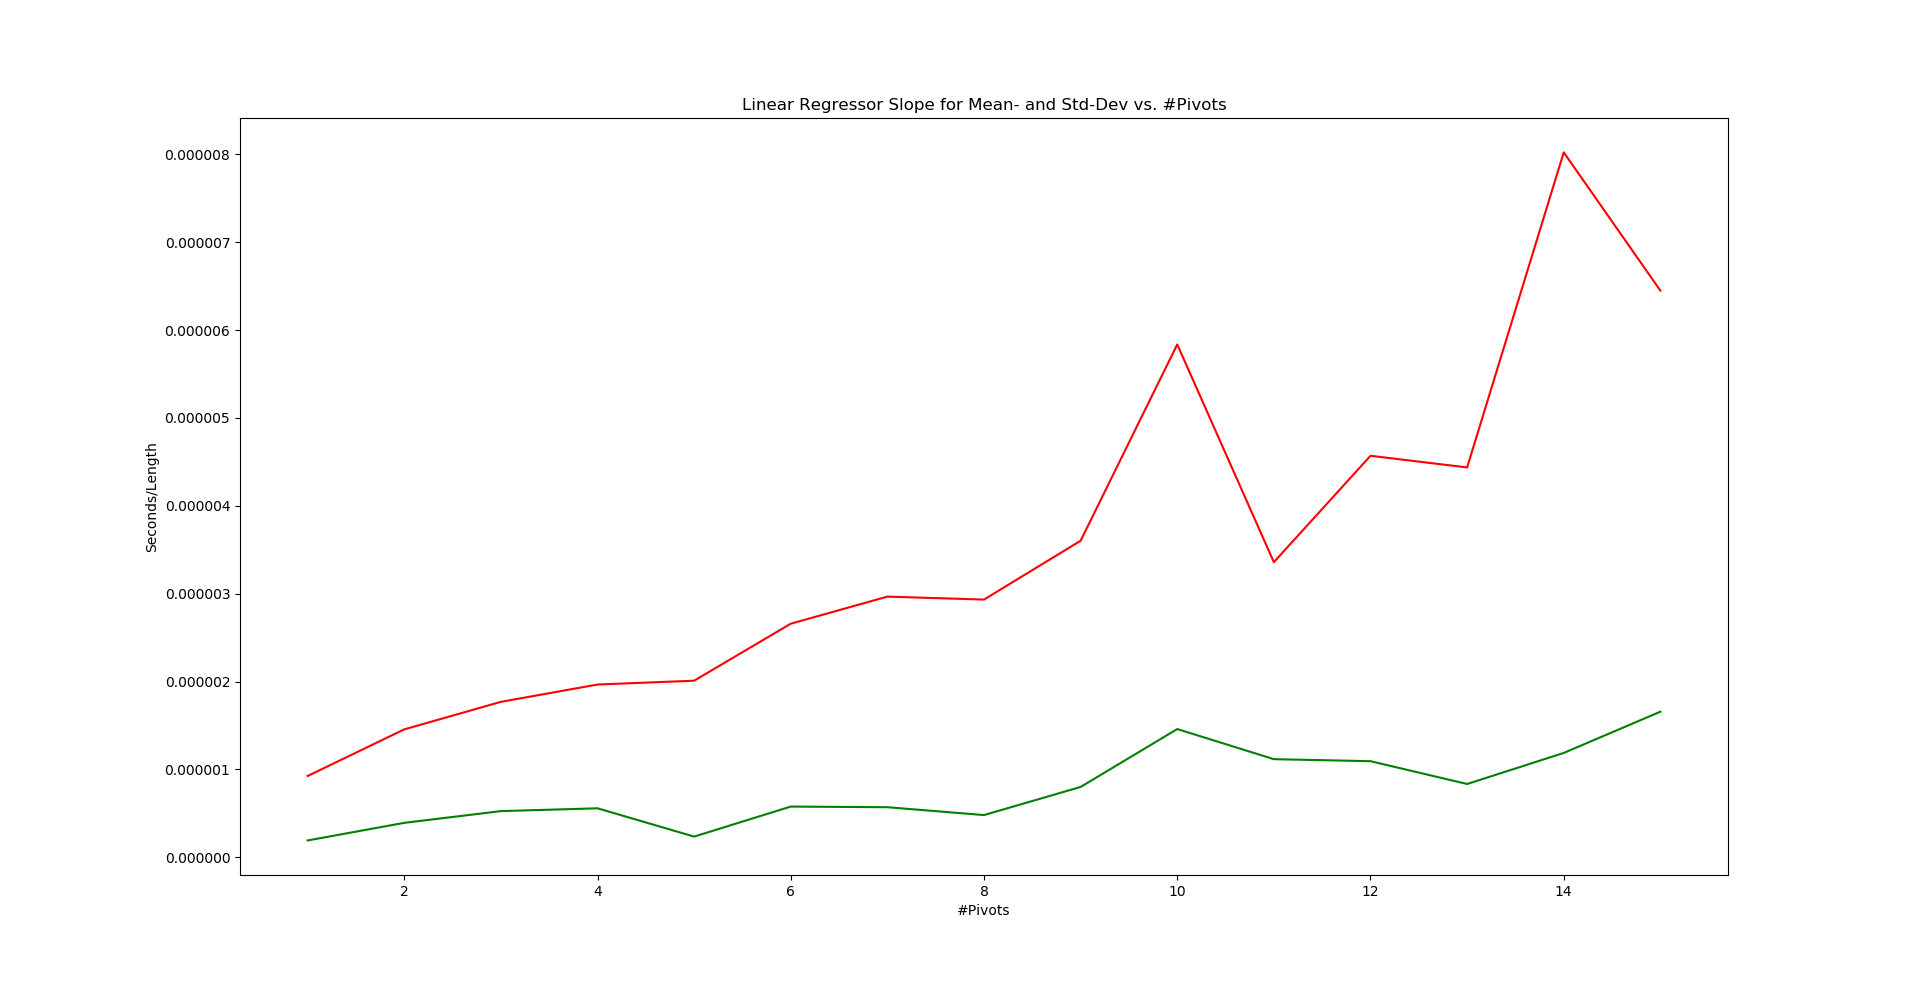 Linear Regressor Slope for Mean- and Std-Dev vs. #Pivots
0.000008
0.000007
0.000006
0.000005
0.000004
0.000003
0.000002
0.000001
0.000000
Seconds/Length
2 4 6 8 10 12 14
#Pivots